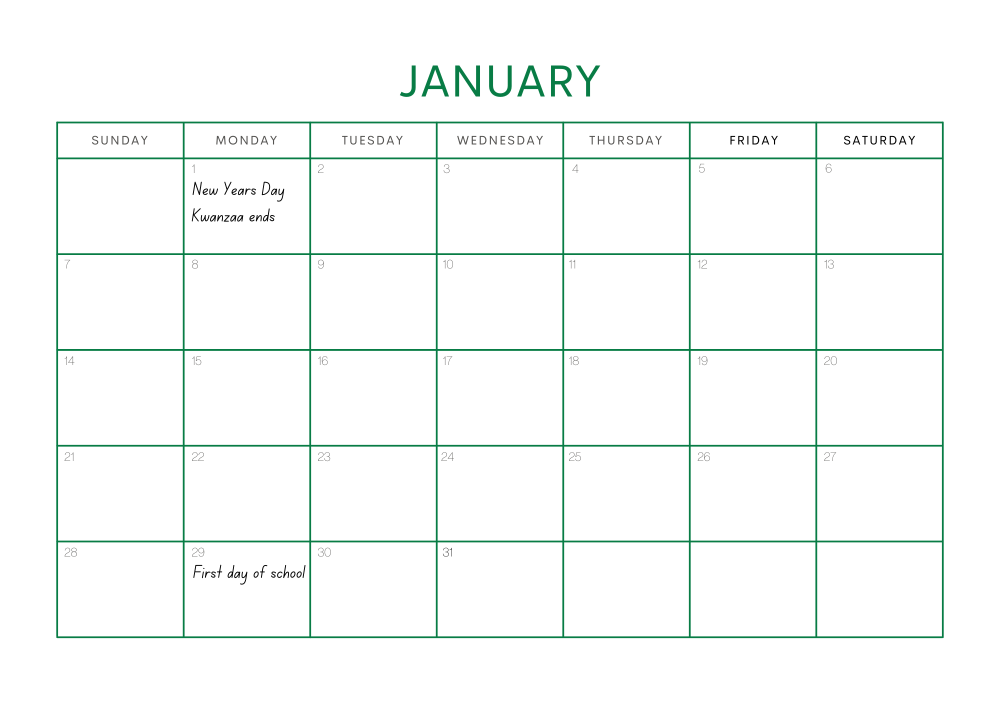 JANUARY
SUNDAY MONDAY TUESDAY WEDNESDAY THURSDAY FRIDAY SATURDAY
1 2 3 4 5 6
New Years Day
Kwanzaa ends
7 8 9 10 11 12 13
14 15 16 17 18 19 20
21 22 23 24 25 26 27
28 29 30 31
First day of school